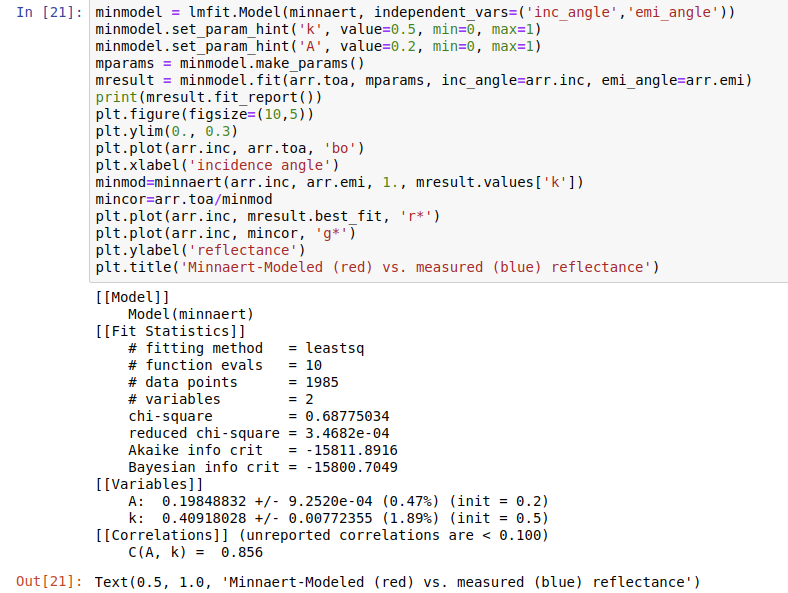 In [21]: minmodel = lmfit.Model(minnaert, independent_vars=('inc_angle','emi_angle'))
minmodel.set_param_hint('k', value=0.5, min=0, max=1)
minmodel.set_param_hint('A', value=0.2, min=0, max=1)
mparams = minmodel.make_params()
mresult = minmodel.fit(arr.toa, mparams, inc_angle=arr.inc, emi_angle=arr.emi)
print(mresult.fit_report())
plt.figure(figsize=(10,5))
plt.ylim(0., 0.3)
plt.plot(arr.inc, arr.toa, 'bo')
plt.xlabel('incidence angle')
minmod=minnaert(arr.inc, arr.emi, 1., mresult.values['k'])
mincor=arr.toa/minmod
plt.plot(arr.inc, mresult.best_fit, 'r*')
plt.plot(arr.inc, mincor, 'g*')
plt.ylabel('reflectance')
plt.title('Minnaert-Modeled (red) vs. measured (blue) reflectance')
[[Model]]
    Model(minnaert)
[[Fit Statistics]]
    # fitting method   = leastsq
    # function evals   = 10
    # data points      = 1985
    # variables        = 2
    chi-square         = 0.68775034
    reduced chi-square = 3.4682e-04
    Akaike info crit   = -15811.8916
    Bayesian info crit = -15800.7049
[[Variables]]
    A:  0.19848832 +/- 9.2520e-04 (0.47%) (init = 0.2)
    k:  0.40918028 +/- 0.00772355 (1.89%) (init = 0.5)
[[Correlations]] (unreported correlations are < 0.100)
    C(A, k) =  0.856
Out[21]: Text(0.5, 1.0, 'Minnaert-Modeled (red) vs. measured (blue) reflectance')